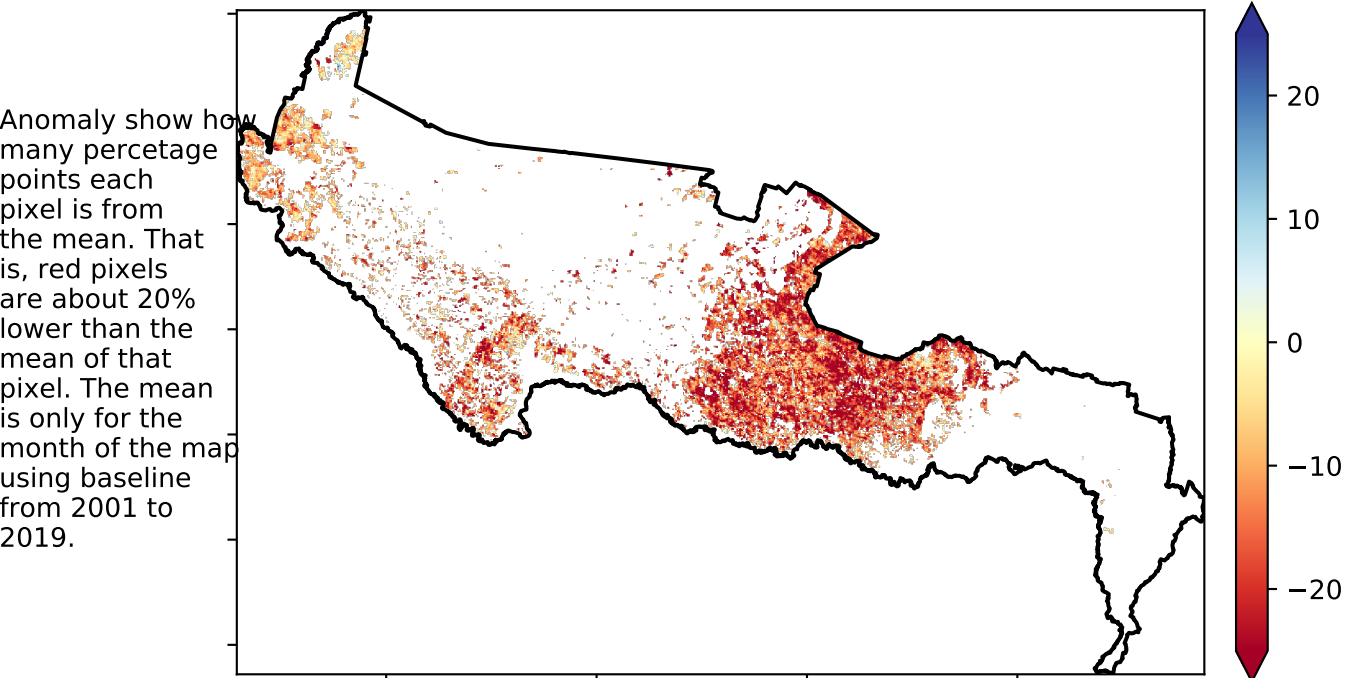 Anomaly show how
many percetage
points each
pixel is from
the mean. That
is, red pixels
are about 20%
lower than the
mean of that
pixel. The mean
is only for the
month of the map
using baseline
from 2001 to
2019.
20
10
0
−10
−20